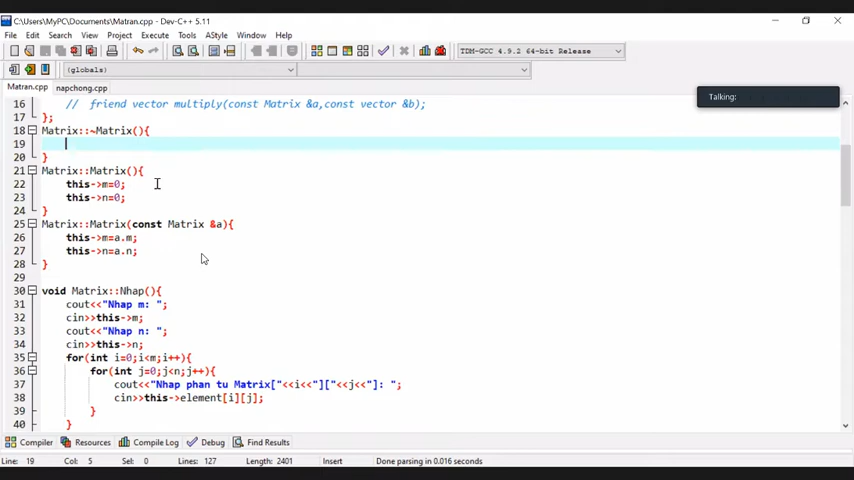 C:\Users\MyPC\Documents\Matran.cpp - Dev-C++ 5.11
File Edit Search View Project Execute Tools AStyle Window Help
TDM-GCC 4.9.2 64-bit Release
(globals)
Matran.cpp napchong.cpp
Talking:
16 // friend vector multiply(const Matrix &a,const vector &b);
17 };
18 Matrix::~Matrix(){
19
20 }
21 Matrix::Matrix(){
22 this->m=0;
23 this->n=0;
24 }
25 Matrix::Matrix(const Matrix &a){
26 this->m=a.m;
27 this->n=a.n;
28 }
29
30 void Matrix::Nhap(){
31 cout<<"Nhap m: ";
32 cin>>this->m;
33 cout<<"Nhap n: ";
34 cin>>this->n;
35 for(int i=0;i<m;i++){
36 for(int j=0;j<n;j++){
37 cout<<"Nhap phan tu Matrix["<<i<<"]["<<j<<"]: ";
38 cin>>this->element[i][j];
39 }
40 }
Compiler Resources Compile Log Debug Find Results
Line: 19 Col: 5 Sel: 0 Lines: 127 Length: 2401 Insert Done parsing in 0.016 seconds